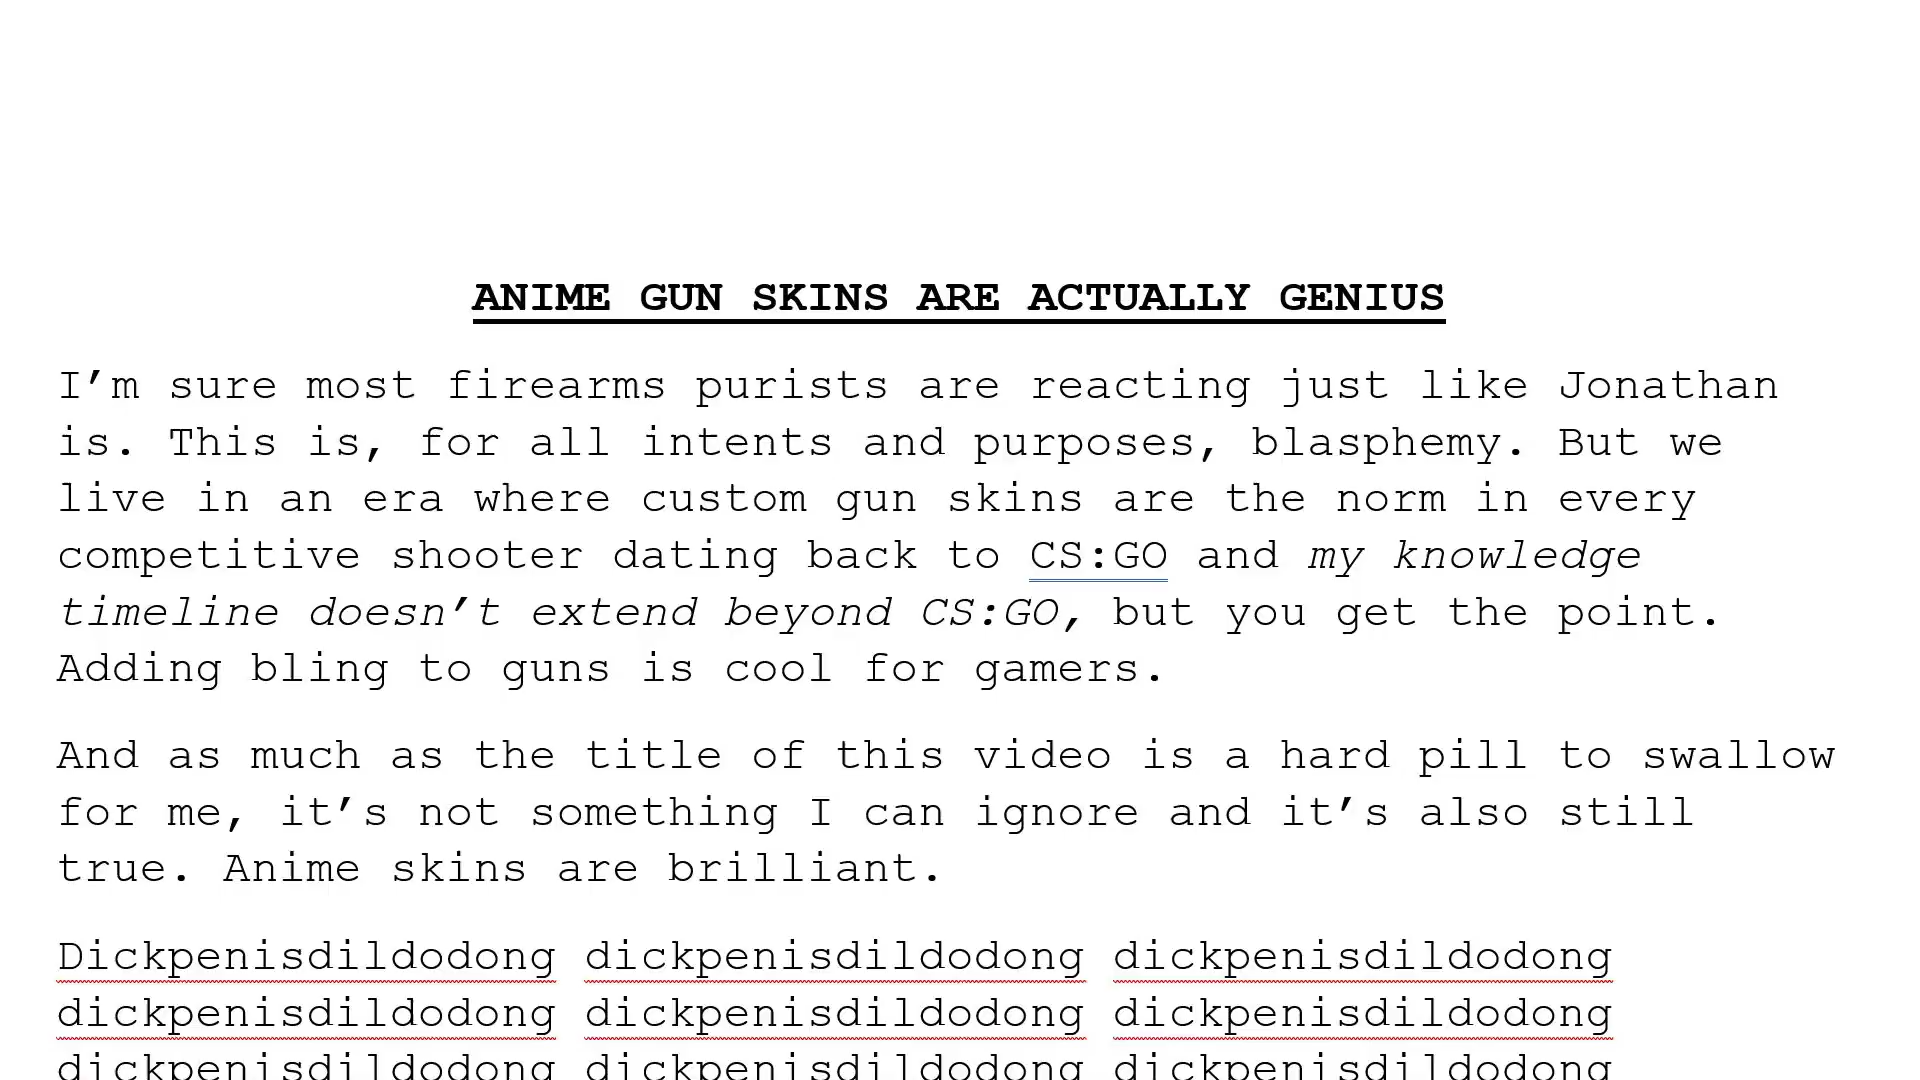 ANIME GUN SKINS ARE ACTUALLY GENIUS
I’m sure most firearms purists are reacting just like Jonathan
is. This is, for all intents and purposes, blasphemy. But we
live in an era where custom gun skins are the norm in every
competitive shooter dating back to CS:GO and my knowledge
timeline doesn’t extend beyond CS:GO, but you get the point.
Adding bling to guns is cool for gamers.
And as much as the title of this video is a hard pill to swallow
for me, it’s not something I can ignore and it’s also still
true. Anime skins are brilliant.
Dickpenisdildodong dickpenisdildodong dickpenisdildodong
dickpenisdildodong dickpenisdildodong dickpenisdildodong
dickpenisdildodong dickpenisdildodong dickpenisdildodong